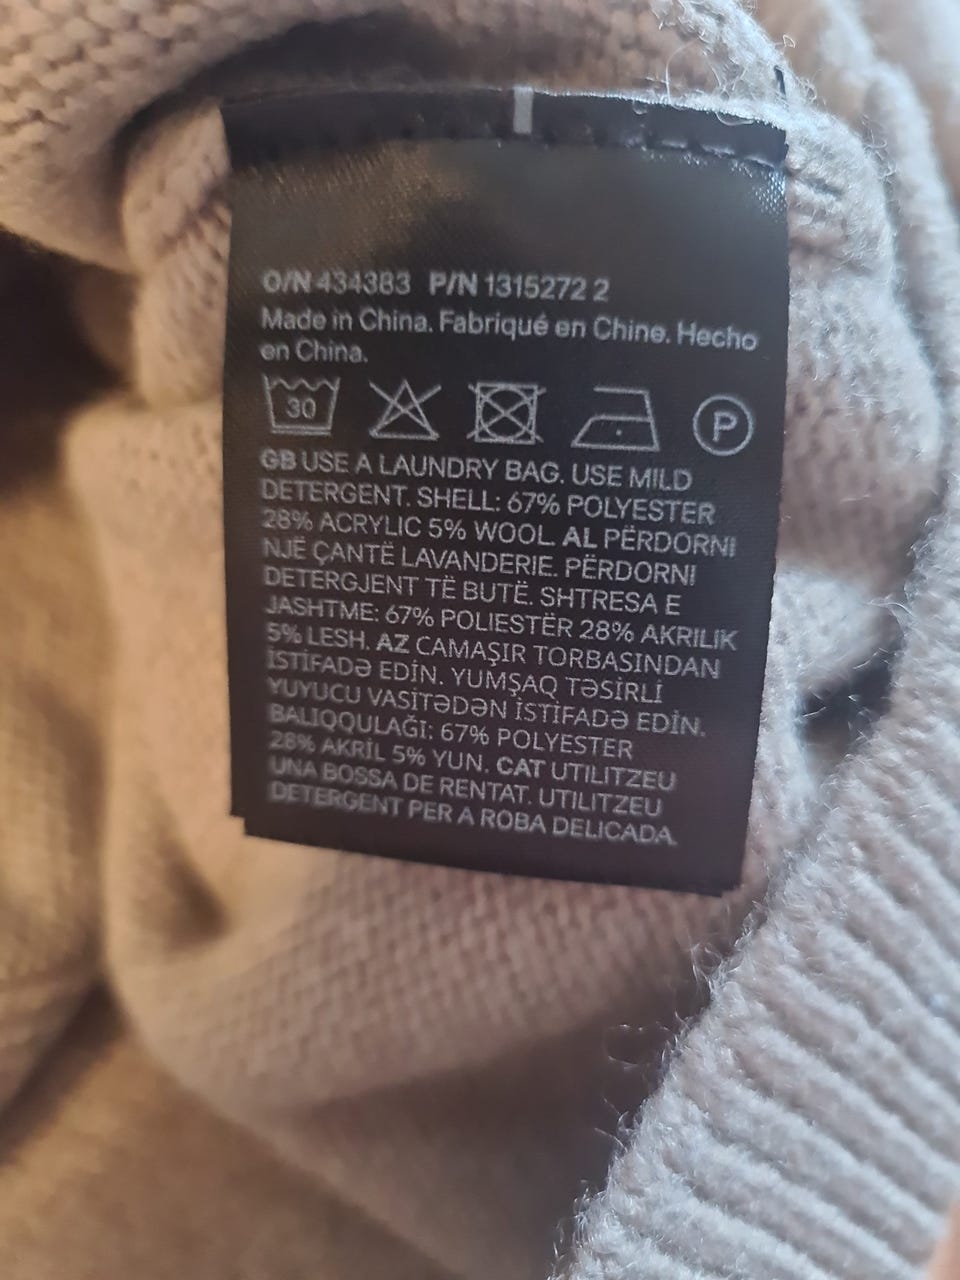 O/N 434383 P/N 1315272 2
Made in China. Fabriqué en Chine. Hecho
en China.
30 P
GB USE A LAUNDRY BAG. USE MILD
DETERGENT. SHELL: 67% POLYESTER
28% ACRYLIC 5% WOOL. AL PËRDORNI
NJË ÇANTË LAVANDERIE. PËRDORNI
DETERGJENT TË BUTË. SHTRESA E
JASHTME: 67% POLIESTËR 28% AKRILIK
5% LESH. AZ CAMAŞIR TORBASINDAN
İSTİFADƏ EDİN. YUMŞAQ TƏSİRLİ
YUYUCU VASİTƏDƏN İSTİFADƏ EDİN.
BALIQQULAĞİ: 67% POLYESTER
28% AKRİL 5% YUN. CAT UTILITZEU
UNA BOSSA DE RENTAT. UTILITZEU
DETERGENT PER A ROBA DELICADA.